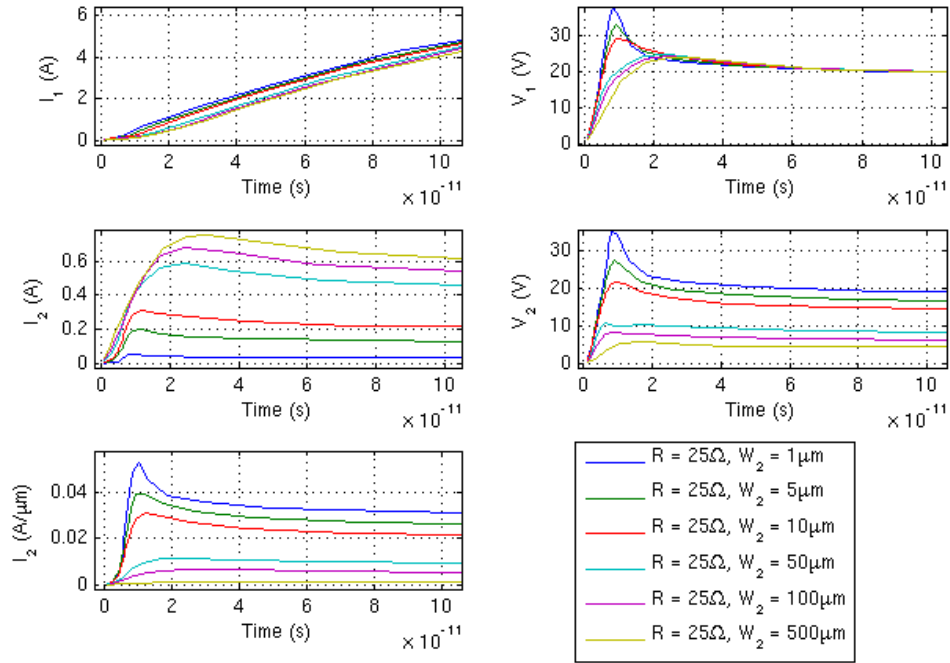 6
4
2
0
I₁ (A)
0 2 4 6 8 10
Time (s)
× 10⁻¹¹
30
20
10
0
V₁ (V)
0 2 4 6 8 10
Time (s)
× 10⁻¹¹
0.6
0.4
0.2
0
I₂ (A)
0 2 4 6 8 10
Time (s)
× 10⁻¹¹
30
20
10
0
V₂ (V)
0 2 4 6 8 10
Time (s)
× 10⁻¹¹
0.04
0.02
0
I₂ (A/μm)
0 2 4 6 8 10
Time (s)
× 10⁻¹¹
R = 25Ω, W₂ = 1μm
R = 25Ω, W₂ = 5μm
R = 25Ω, W₂ = 10μm
R = 25Ω, W₂ = 50μm
R = 25Ω, W₂ = 100μm
R = 25Ω, W₂ = 500μm